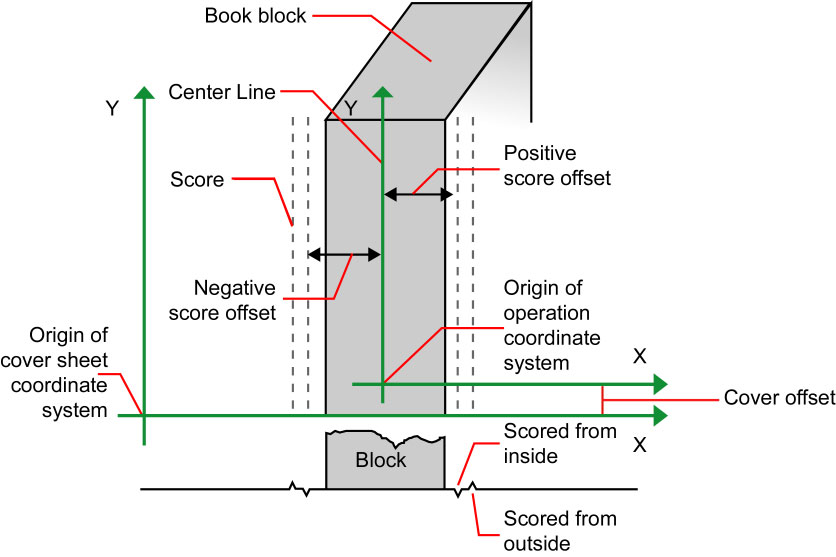 Book block
Center Line
Y
Y
Positive
score offset
Score
Negative
score offset
Origin of
operation
coordinate
system
Origin of
cover sheet
coordinate
system
X
Cover offset
X
Scored from
inside
Block
Scored from
outside